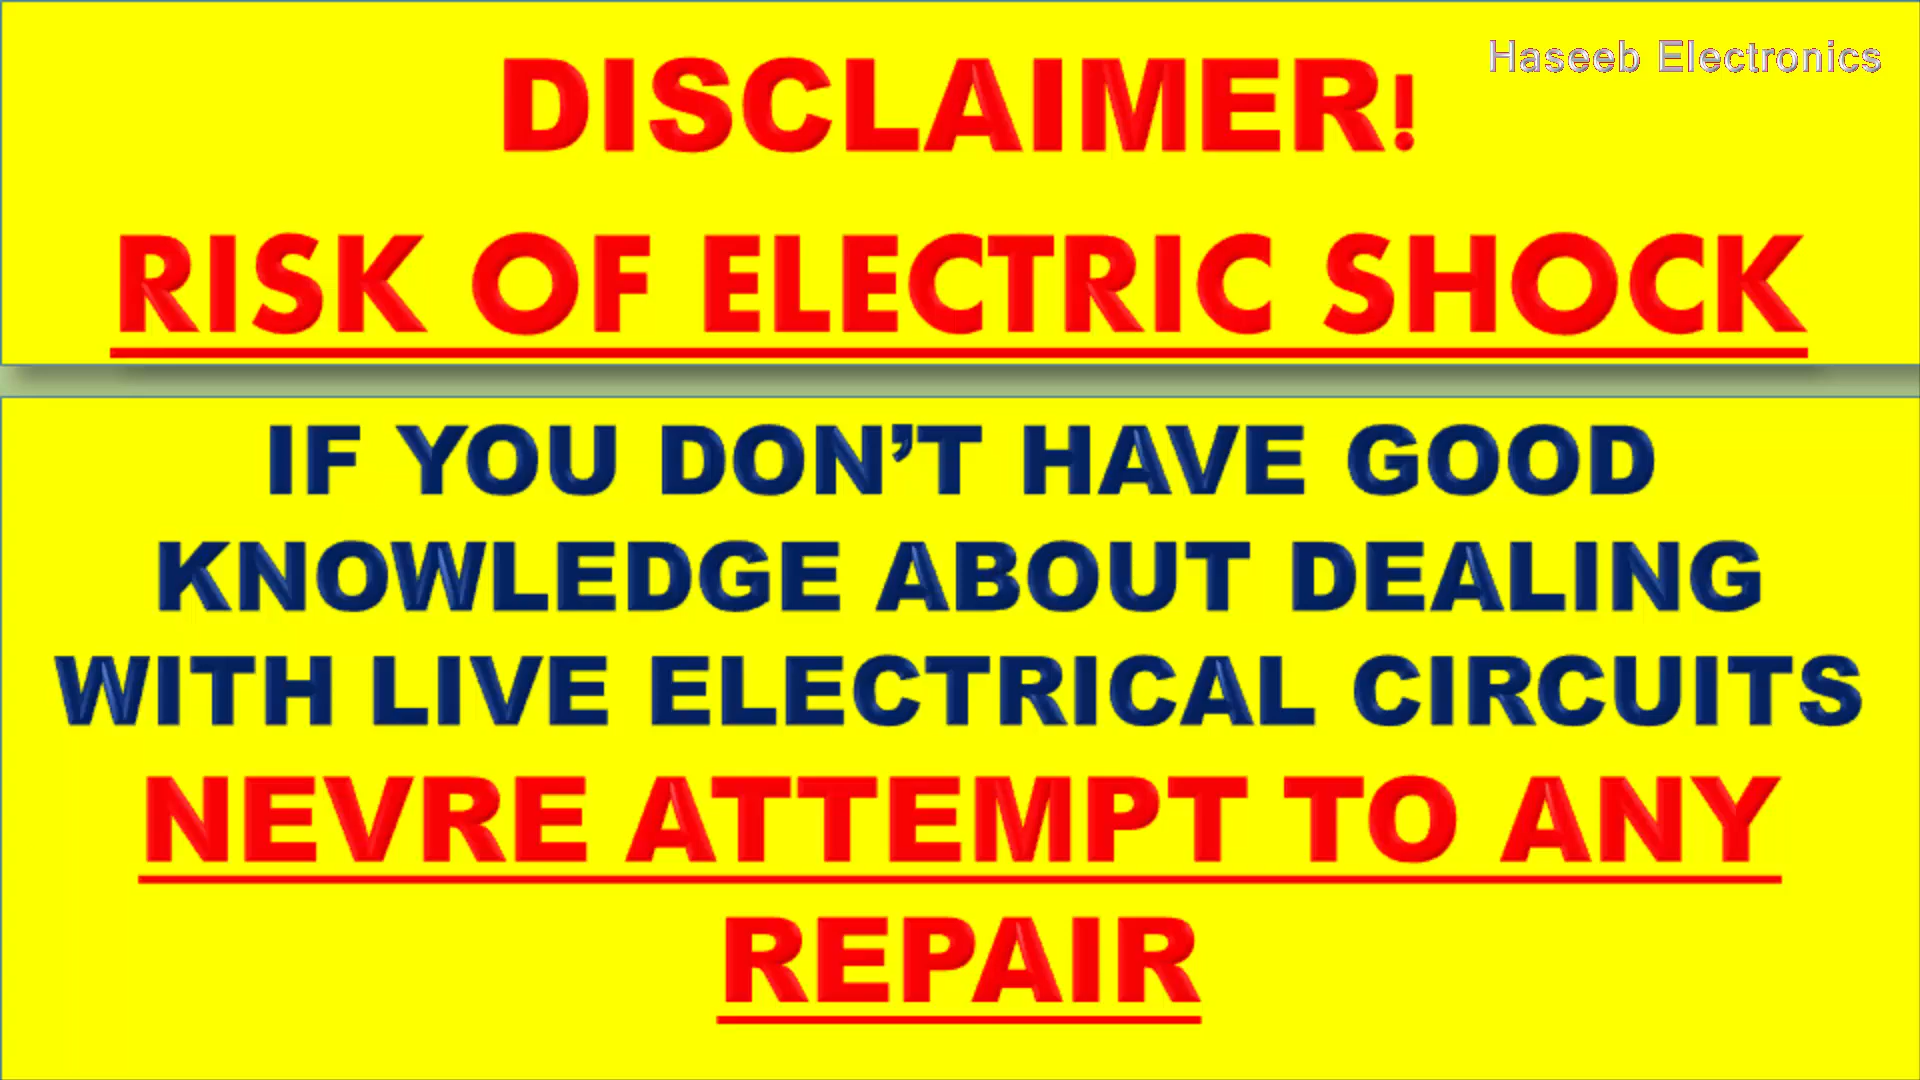 Haseeb Electronics
DISCLAIMER!
RISK OF ELECTRIC SHOCK
IF YOU DON’T HAVE GOOD
KNOWLEDGE ABOUT DEALING
WITH LIVE ELECTRICAL CIRCUITS
NEVRE ATTEMPT TO ANY
REPAIR